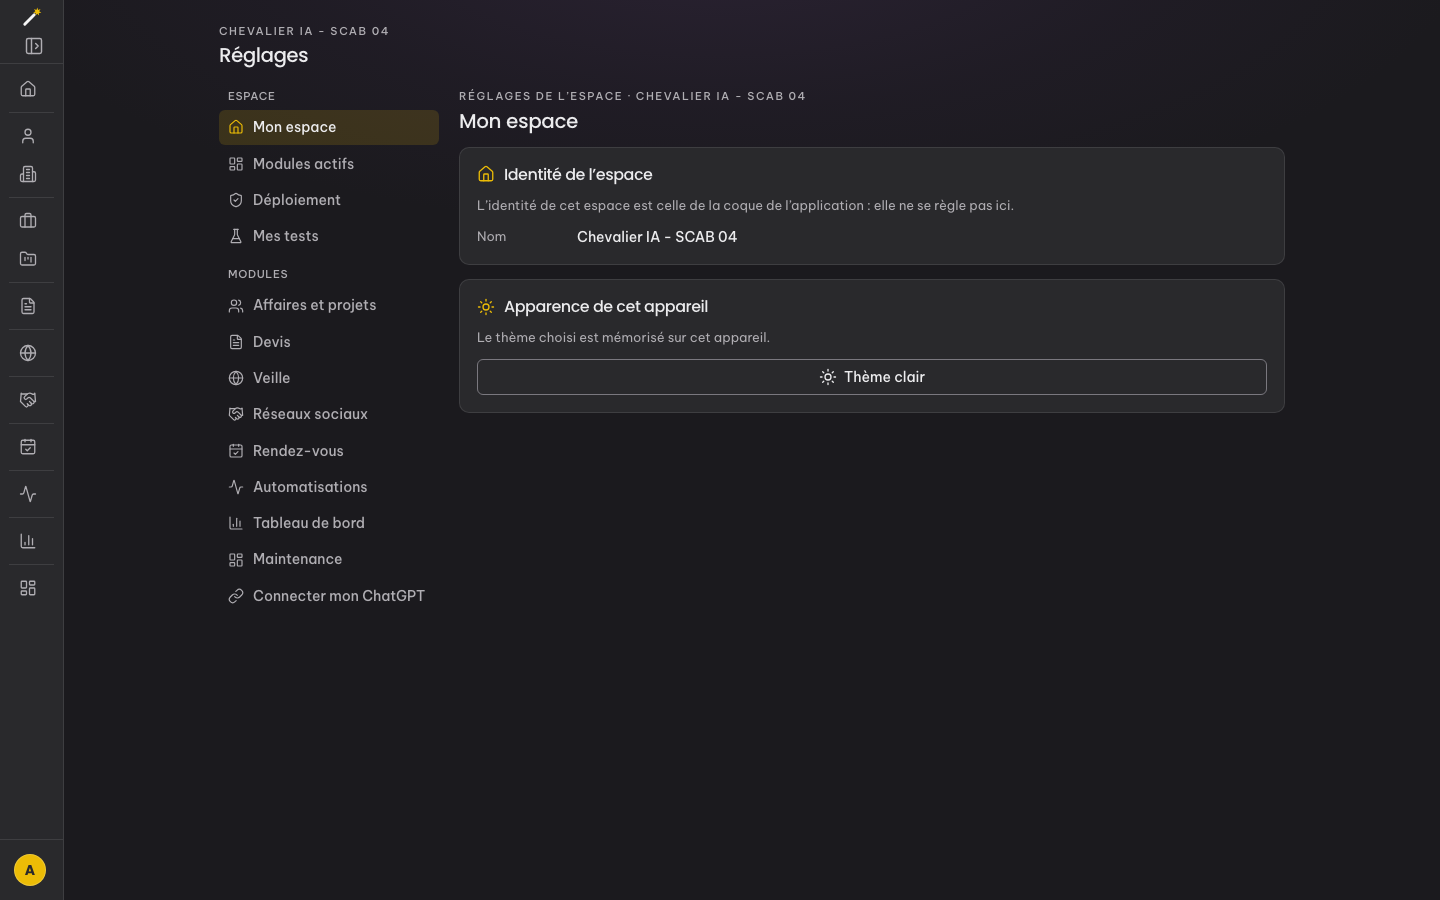 CHEVALIER IA - SCAB 04
Réglages
ESPACE
Mon espace
Modules actifs
Déploiement
Mes tests
MODULES
Affaires et projets
Devis
Veille
Réseaux sociaux
Rendez-vous
Automatisations
Tableau de bord
Maintenance
Connecter mon ChatGPT
RÉGLAGES DE L'ESPACE · CHEVALIER IA - SCAB 04
Mon espace
Identité de l'espace
L'identité de cet espace est celle de la coque de l'application : elle ne se règle pas ici.
Nom Chevalier IA - SCAB 04
Apparence de cet appareil
Le thème choisi est mémorisé sur cet appareil.
Thème clair
A